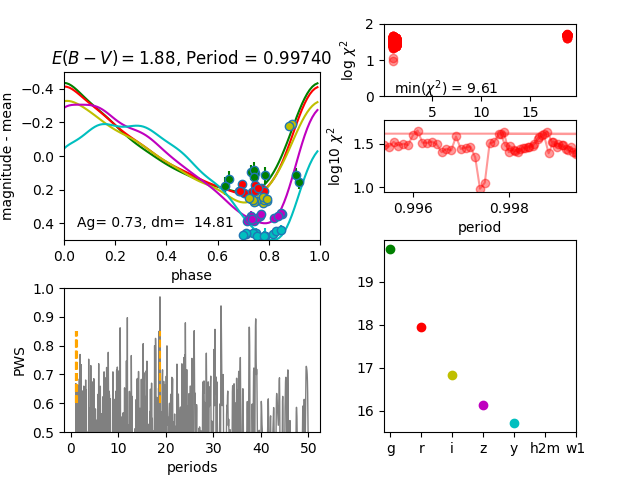 E(B − V) = 1.88, Period = 0.99740
magnitude - mean
−0.4
−0.2
0.0
0.2
0.4
Ag= 0.73, dm=  14.81
0.0 0.2 0.4 0.6 0.8 1.0
phase
log χ²
2
1
0
min(χ²) = 9.61
5 10 15
log10 χ²
1.5
1.0
0.996 0.998
period
PWS
1.0
0.9
0.8
0.7
0.6
0.5
0 10 20 30 40 50
periods
19
18
17
16
g r i z y h2m w1